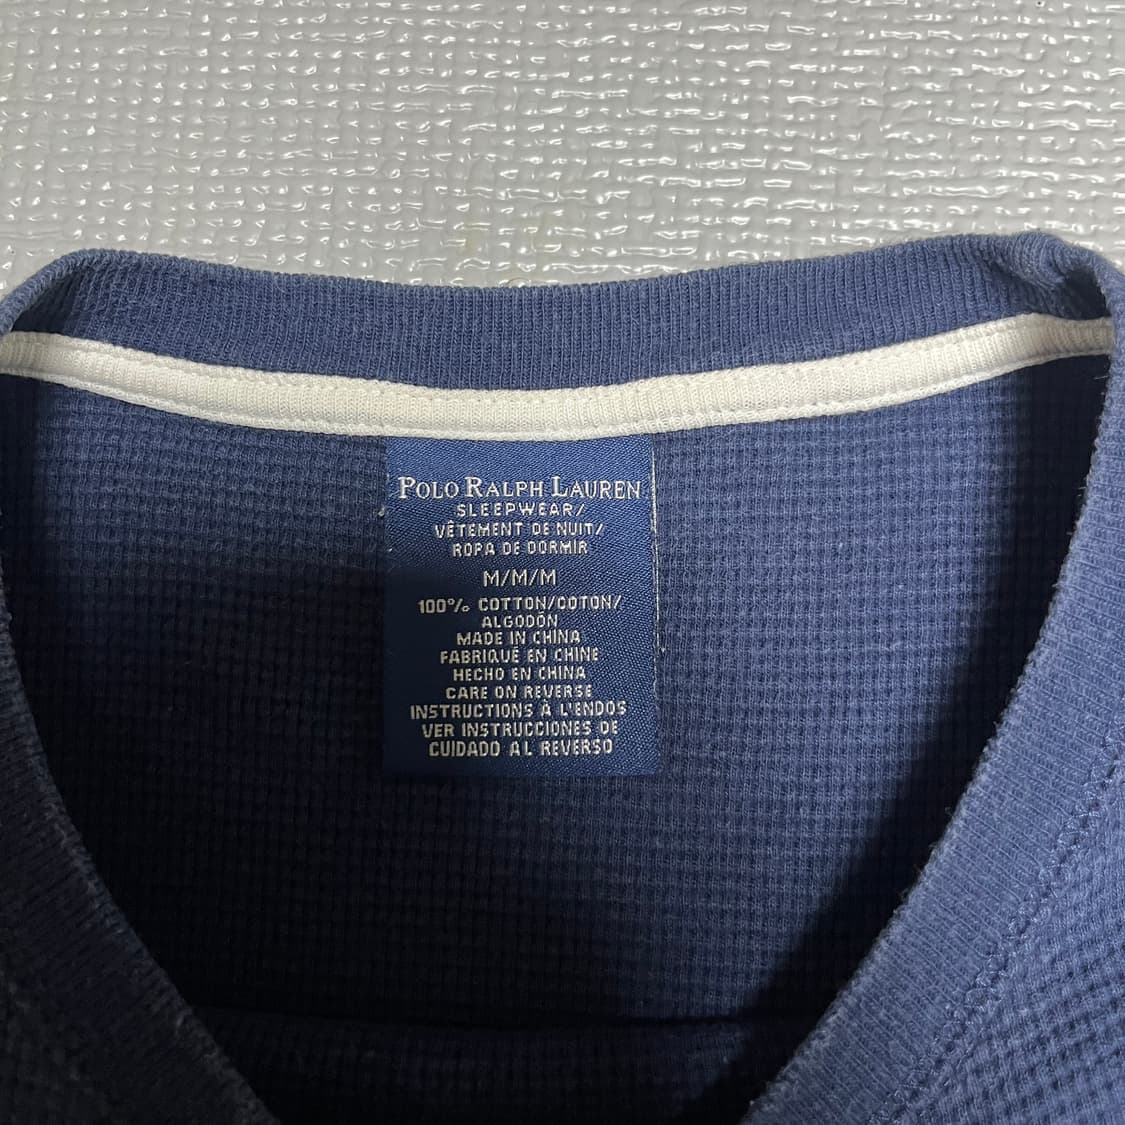 POLO RALPH LAUREN
SLEEPWEAR/
VÊTEMENT DE NUIT/
ROPA DE DORMIR
M/M/M
100% COTTON/COTON/
ALGODÓN
MADE IN CHINA
FABRIQUÉ EN CHINE
HECHO EN CHINA
CARE ON REVERSE
INSTRUCTIONS À L'ENDOS
VER INSTRUCCIONES DE
CUIDADO AL REVERSO